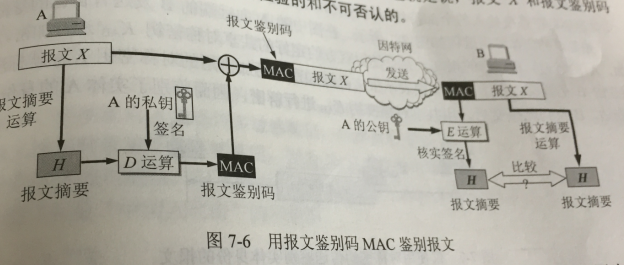 验的和不可否认的。
报文 X 和报文鉴别码
A
报文 X
报文摘要
运算
A 的私钥
签名
H
报文摘要
D 运算
MAC
报文鉴别码
报文鉴别码
MAC
报文 X
因特网
发送
B
MAC
报文 X
A 的公钥
E 运算
核实签名
报文摘要
运算
H
报文摘要
比较
?
H
报文摘要
图 7-6 用报文鉴别码 MAC 鉴别报文